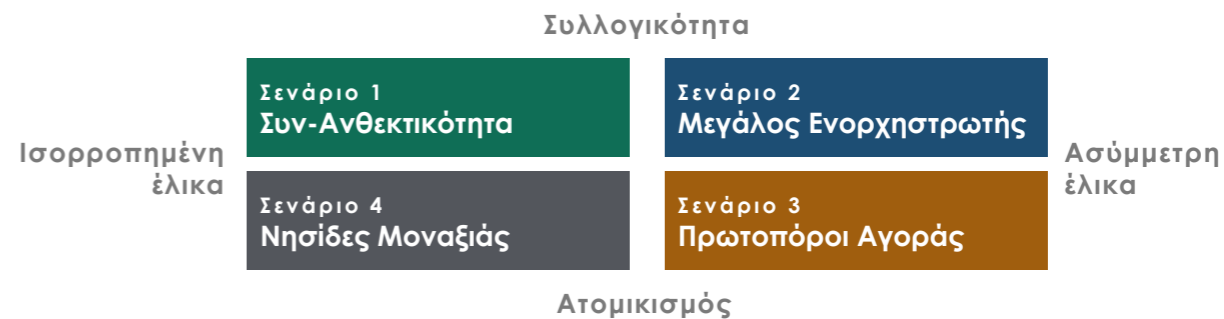 Συλλογικότητα
Σενάριο 1
Συν-Ανθεκτικότητα
Σενάριο 2
Μεγάλος Ενορχηστρωτής
Ισορροπημένη
έλικα
Ασύμμετρη
έλικα
Σενάριο 4
Νησίδες Μοναξιάς
Σενάριο 3
Πρωτοπόροι Αγοράς
Ατομικισμός